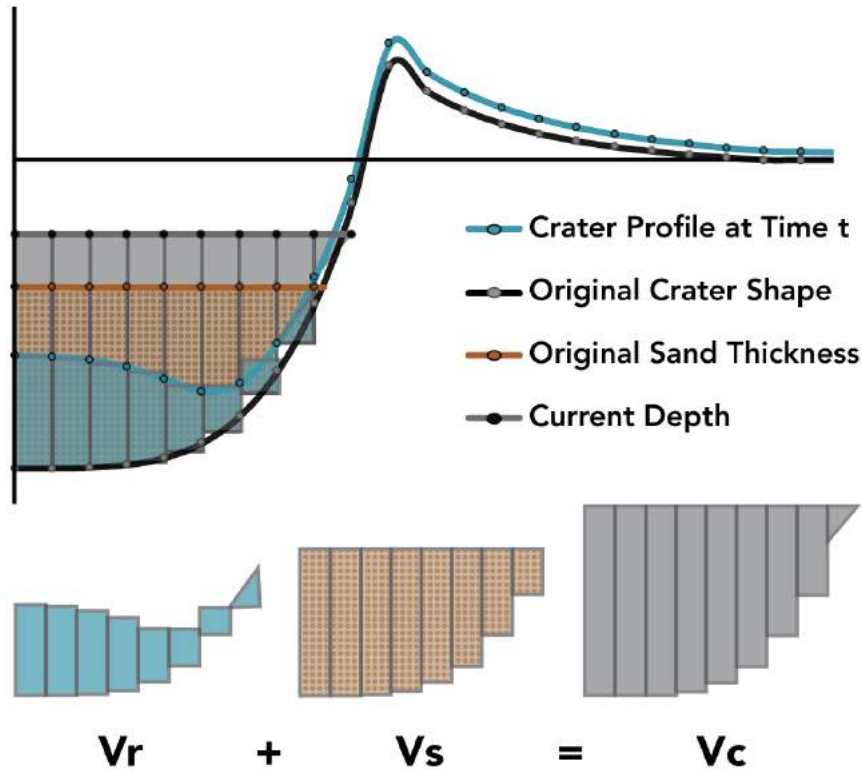 Crater Profile at Time t
Original Crater Shape
Original Sand Thickness
Current Depth
Vr + Vs = Vc